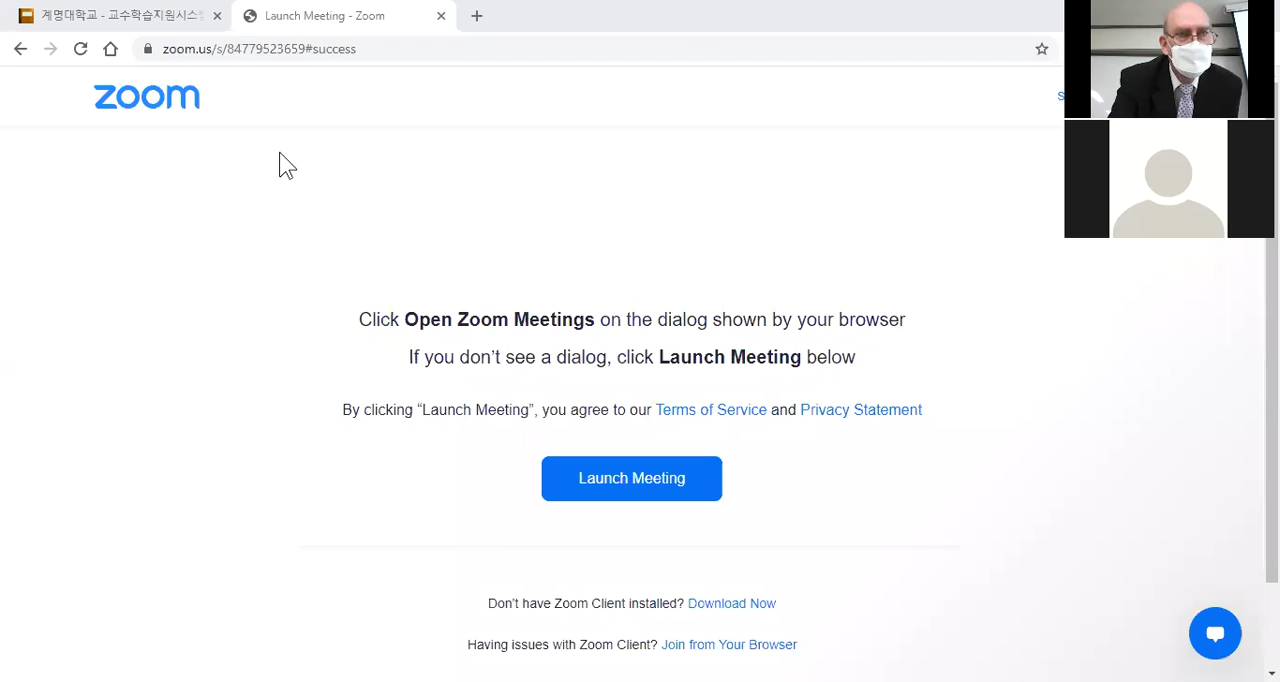 계명대학교 - 교수학습지원시스템
Launch Meeting - Zoom
zoom.us/s/84779523659#success
zoom
S
Click Open Zoom Meetings on the dialog shown by your browser
If you don’t see a dialog, click Launch Meeting below
By clicking “Launch Meeting”, you agree to our Terms of Service and Privacy Statement
Launch Meeting
Don’t have Zoom Client installed? Download Now
Having issues with Zoom Client? Join from Your Browser